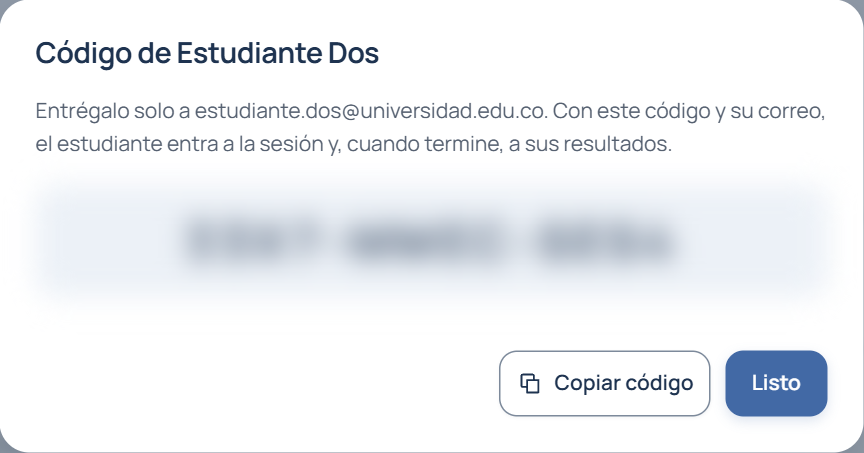 Código de Estudiante Dos
Entrégalo solo a estudiante.dos@universidad.edu.co. Con este código y su correo,
el estudiante entra a la sesión y, cuando termine, a sus resultados.
Copiar código
Listo